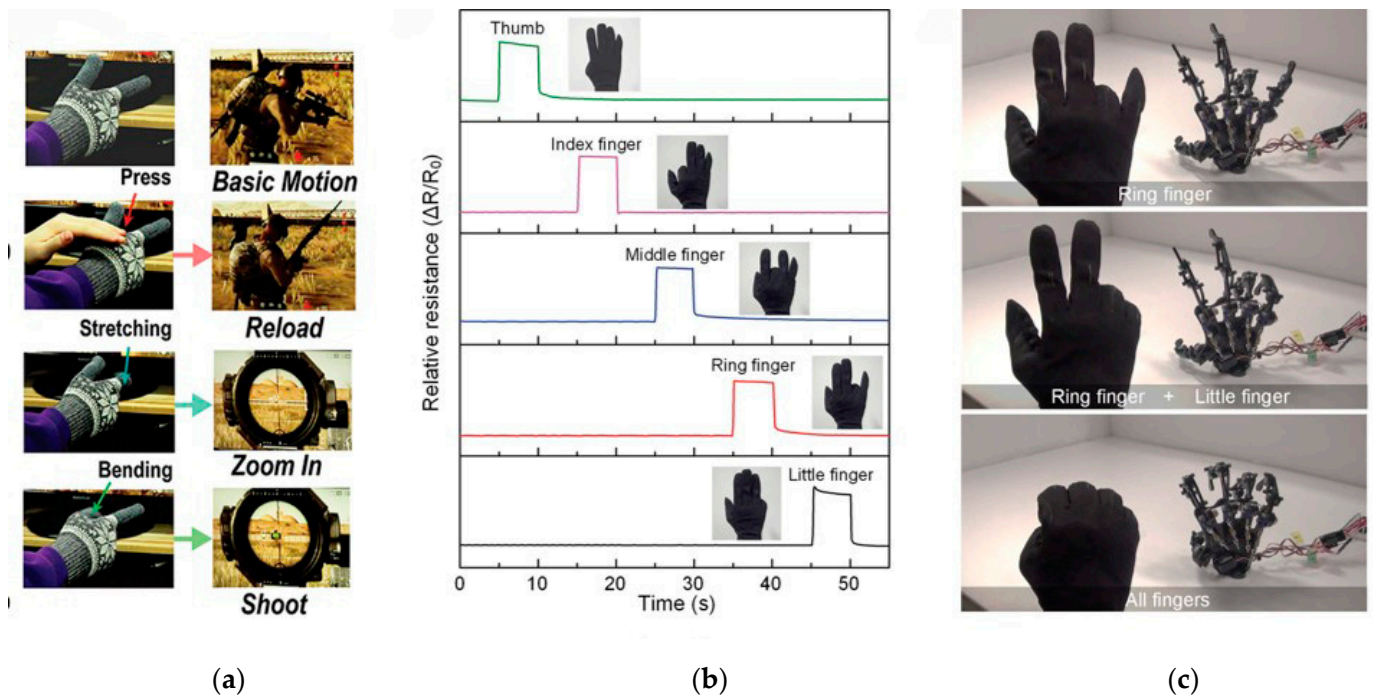 Press
Basic Motion
Stretching
Reload
Bending
Zoom In
Shoot
(a)
Relative resistance (ΔR/R₀)
Thumb
Index finger
Middle finger
Ring finger
Little finger
0 10 20 30 40 50
Time (s)
(b)
Ring finger
Ring finger + Little finger
All fingers
(c)